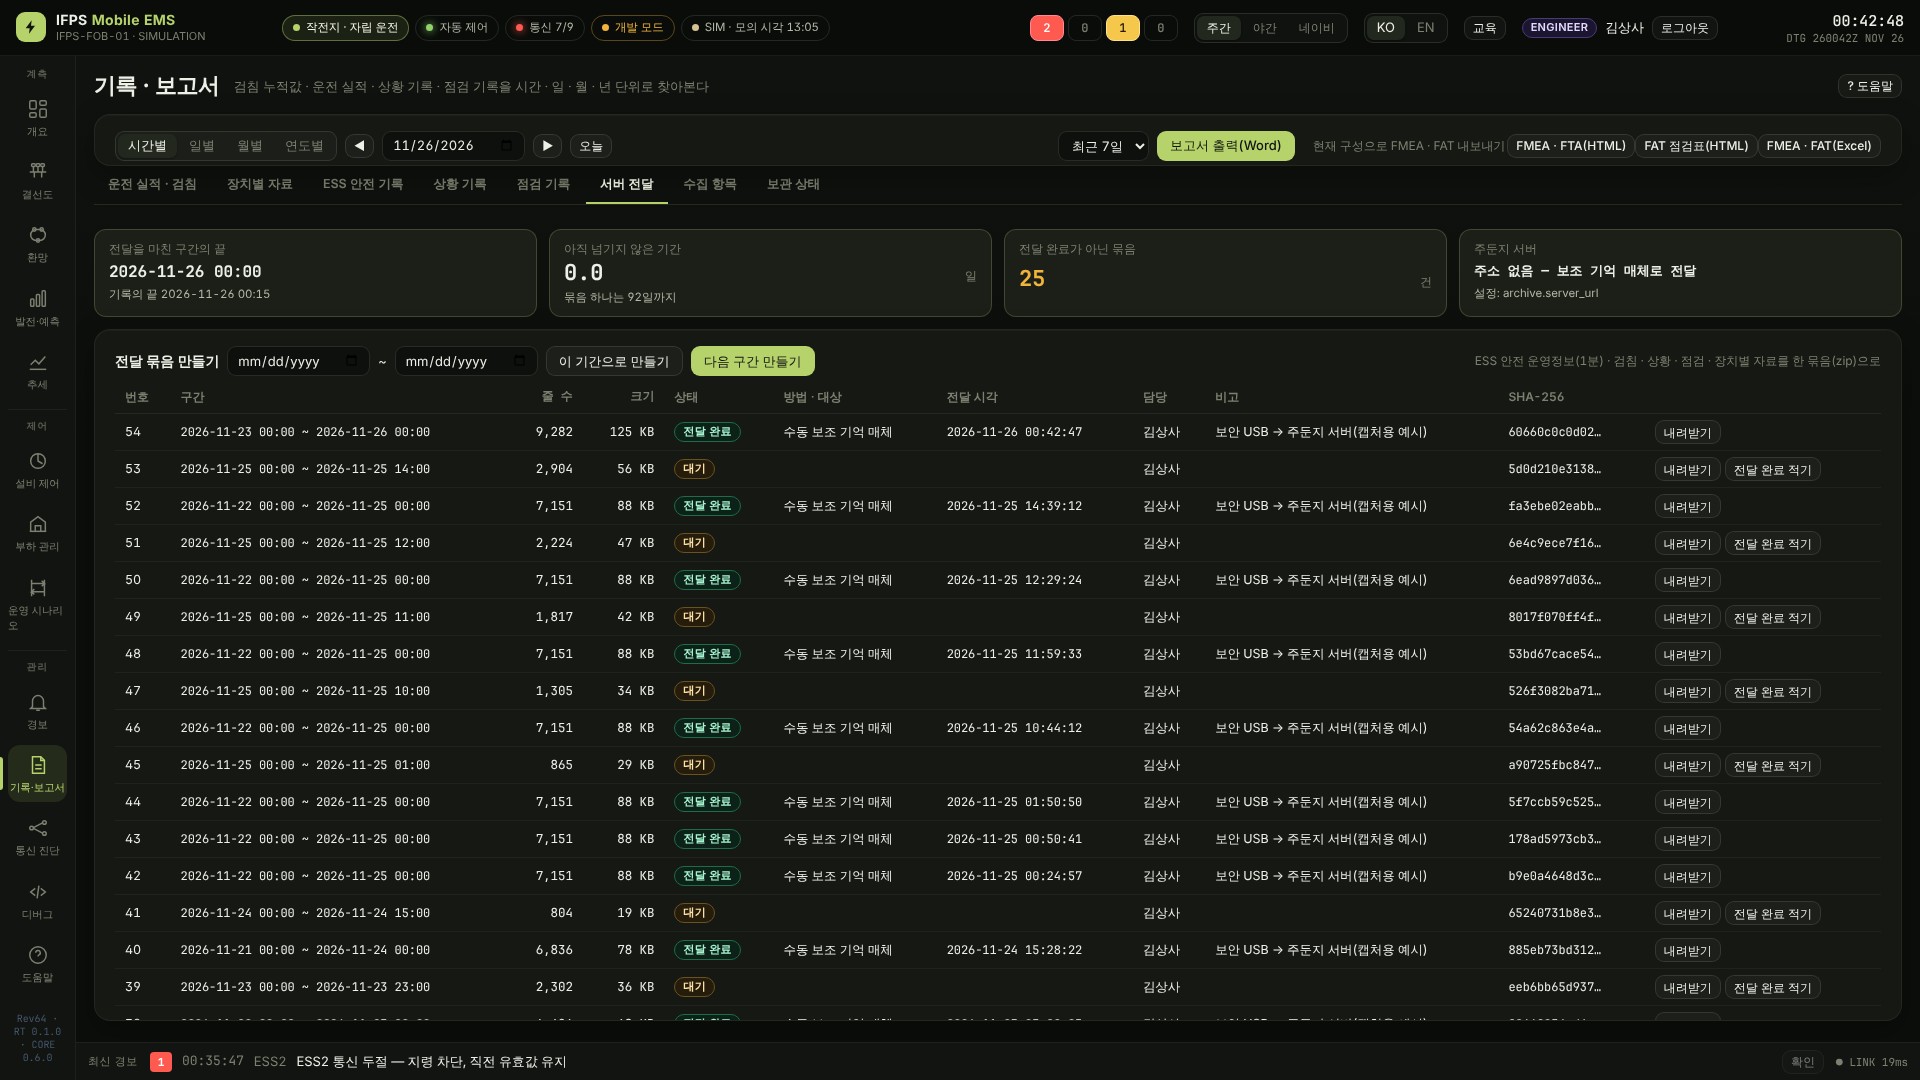 IFPS Mobile EMS
IFPS-FOB-01 · SIMULATION
작전지 · 자립 운전
자동 제어
통신 7/9
개발 모드
SIM · 모의 시각 13:05
2 0 1 0
주간 야간 네이비
KO EN
교육
ENGINEER 김상사 로그아웃
00:42:48
DTG 260042Z NOV 26
계측
개요
결선도
환망
발전·예측
추세
제어
설비 제어
부하 관리
운영 시나리
오
관리
경보
기록·보고서
통신 진단
디버그
도움말
Rev64 ·
RT 0.1.0
· CORE
0.6.0
기록 · 보고서 검침 누적값 · 운전 실적 · 상황 기록 · 점검 기록을 시간 · 일 · 월 · 년 단위로 찾아본다
? 도움말
시간별 일별 월별 연도별 ◀ 11/26/2026 ▶ 오늘
최근 7일 보고서 출력(Word) 현재 구성으로 FMEA · FAT 내보내기 FMEA · FTA(HTML) FAT 점검표(HTML) FMEA · FAT(Excel)
운전 실적 · 검침 장치별 자료 ESS 안전 기록 상황 기록 점검 기록 서버 전달 수집 항목 보관 상태
전달을 마친 구간의 끝
2026-11-26 00:00
기록의 끝 2026-11-26 00:15
아직 넘기지 않은 기간
0.0 일
묶음 하나는 92일까지
전달 완료가 아닌 묶음
25 건
주둔지 서버
주소 없음 — 보조 기억 매체로 전달
설정: archive.server_url
전달 묶음 만들기 mm/dd/yyyy ~ mm/dd/yyyy 이 기간으로 만들기 다음 구간 만들기 ESS 안전 운영정보(1분) · 검침 · 상황 · 점검 · 장치별 자료를 한 묶음(zip)으로
번호 구간 줄 수 크기 상태 방법 · 대상 전달 시각 담당 비고 SHA-256
54 2026-11-23 00:00 ~ 2026-11-26 00:00 9,282 125 KB 전달 완료 수동 보조 기억 매체 2026-11-26 00:42:47 김상사 보안 USB → 주둔지 서버(캡처용 예시) 60660c0c0d02… 내려받기
53 2026-11-25 00:00 ~ 2026-11-25 14:00 2,904 56 KB 대기 김상사 5d0d210e3138… 내려받기 전달 완료 적기
52 2026-11-22 00:00 ~ 2026-11-25 00:00 7,151 88 KB 전달 완료 수동 보조 기억 매체 2026-11-25 14:39:12 김상사 보안 USB → 주둔지 서버(캡처용 예시) fa3ebe02eabb… 내려받기
51 2026-11-25 00:00 ~ 2026-11-25 12:00 2,224 47 KB 대기 김상사 6e4c9ece7f16… 내려받기 전달 완료 적기
50 2026-11-22 00:00 ~ 2026-11-25 00:00 7,151 88 KB 전달 완료 수동 보조 기억 매체 2026-11-25 12:29:24 김상사 보안 USB → 주둔지 서버(캡처용 예시) 6ead9897d036… 내려받기
49 2026-11-25 00:00 ~ 2026-11-25 11:00 1,817 42 KB 대기 김상사 8017f070ff4f… 내려받기 전달 완료 적기
48 2026-11-22 00:00 ~ 2026-11-25 00:00 7,151 88 KB 전달 완료 수동 보조 기억 매체 2026-11-25 11:59:33 김상사 보안 USB → 주둔지 서버(캡처용 예시) 53bd67cace54… 내려받기
47 2026-11-25 00:00 ~ 2026-11-25 10:00 1,305 34 KB 대기 김상사 526f3082ba71… 내려받기 전달 완료 적기
46 2026-11-22 00:00 ~ 2026-11-25 00:00 7,151 88 KB 전달 완료 수동 보조 기억 매체 2026-11-25 10:44:12 김상사 보안 USB → 주둔지 서버(캡처용 예시) 54a62c863e4a… 내려받기
45 2026-11-25 00:00 ~ 2026-11-25 01:00 865 29 KB 대기 김상사 a90725fbc847… 내려받기 전달 완료 적기
44 2026-11-22 00:00 ~ 2026-11-25 00:00 7,151 88 KB 전달 완료 수동 보조 기억 매체 2026-11-25 01:50:50 김상사 보안 USB → 주둔지 서버(캡처용 예시) 5f7ccb59c525… 내려받기
43 2026-11-22 00:00 ~ 2026-11-25 00:00 7,151 88 KB 전달 완료 수동 보조 기억 매체 2026-11-25 00:50:41 김상사 보안 USB → 주둔지 서버(캡처용 예시) 178ad5973cb3… 내려받기
42 2026-11-22 00:00 ~ 2026-11-25 00:00 7,151 88 KB 전달 완료 수동 보조 기억 매체 2026-11-25 00:24:57 김상사 보안 USB → 주둔지 서버(캡처용 예시) b9e0a4648d3c… 내려받기
41 2026-11-24 00:00 ~ 2026-11-24 15:00 804 19 KB 대기 김상사 65240731b8e3… 내려받기 전달 완료 적기
40 2026-11-21 00:00 ~ 2026-11-24 00:00 6,836 78 KB 전달 완료 수동 보조 기억 매체 2026-11-24 15:28:22 김상사 보안 USB → 주둔지 서버(캡처용 예시) 885eb73bd312… 내려받기
39 2026-11-23 00:00 ~ 2026-11-23 23:00 2,302 36 KB 대기 김상사 eeb6bb65d937… 내려받기 전달 완료 적기
최신 경보 1 00:35:47 ESS2 ESS2 통신 두절 — 지령 차단, 직전 유효값 유지 확인 LINK 19ms